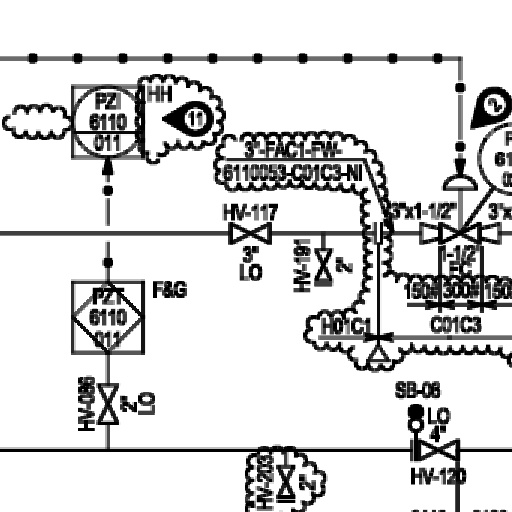 PZI
6110
011
HH
11
2
3"-FAC1-FW-
6110053-C01C3-NI
HV-117
3"
LO
HV-191
2"
3"x1-1/2"
3"x
1-1/2"
FC
150#
300#
150
H01C1
C01C3
PZT
6110
011
F&G
HV-086
2"
LO
SB-06
LO
4"
HV-120
HV-203
2"